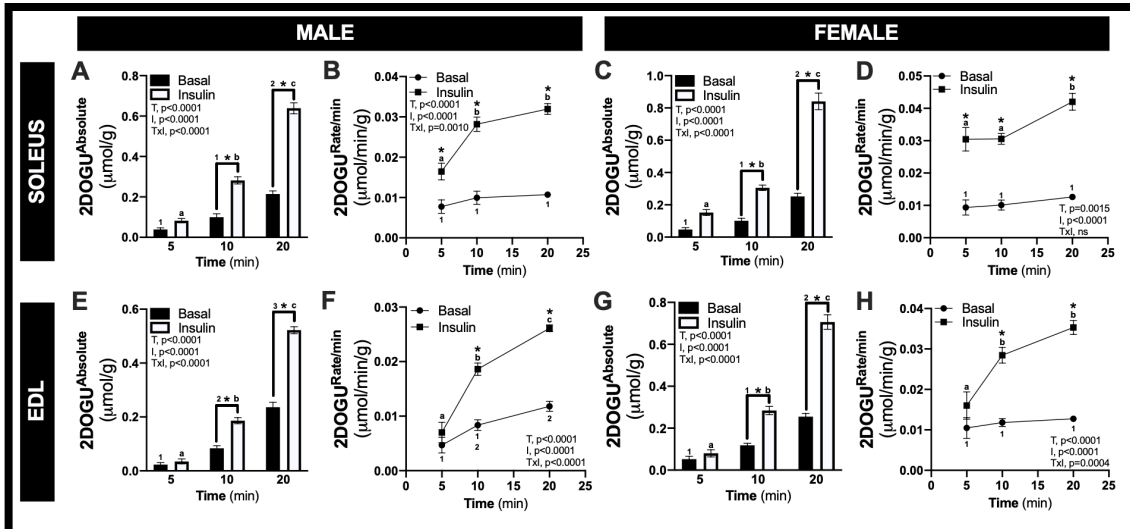 MALE
FEMALE
SOLEUS
A
2DOGU^Absolute
(μmol/g)
0.8
0.6
0.4
0.2
0.0
Basal
Insulin
T, p<0.0001
I, p<0.0001
TxI, p<0.0001
1 a
1 * b
2 * c
5 10 20
Time (min)
B
2DOGU^Rate/min
(μmol/min/g)
0.04
0.03
0.02
0.01
0.00
Basal
Insulin
T, p<0.0001
I, p<0.0001
TxI, p=0.0010
* a
* b
* b
1 1 1
0 5 10 15 20 25
Time (min)
C
2DOGU^Absolute
(μmol/g)
1.0
0.8
0.6
0.4
0.2
0.0
Basal
Insulin
T, p<0.0001
I, p<0.0001
TxI, p<0.0001
1 a
1 * b
2 * c
5 10 20
Time (min)
D
2DOGU^Rate/min
(μmol/min/g)
0.05
0.04
0.03
0.02
0.01
0.00
Basal
Insulin
* a
* a
* b
1 1 1
T, p=0.0015
I, p<0.0001
TxI, ns
0 5 10 15 20 25
Time (min)
EDL
E
2DOGU^Absolute
(μmol/g)
0.6
0.4
0.2
0.0
Basal
Insulin
T, p<0.0001
I, p<0.0001
TxI, p<0.0001
1 a
2 * b
3 * c
5 10 20
Time (min)
F
2DOGU^Rate/min
(μmol/min/g)
0.03
0.02
0.01
0.00
Basal
Insulin
a
* b
* c
1
1
2
2
T, p<0.0001
I, p<0.0001
TxI, p<0.0001
0 5 10 15 20 25
Time (min)
G
2DOGU^Absolute
(μmol/g)
0.8
0.6
0.4
0.2
0.0
Basal
Insulin
T, p<0.0001
I, p<0.0001
TxI, p<0.0001
1 a
1 * b
2 * c
5 10 20
Time (min)
H
2DOGU^Rate/min
(μmol/min/g)
0.04
0.03
0.02
0.01
0.00
Basal
Insulin
a
* b
* b
1 1 1
T, p<0.0001
I, p<0.0001
TxI, p=0.0004
0 5 10 15 20 25
Time (min)